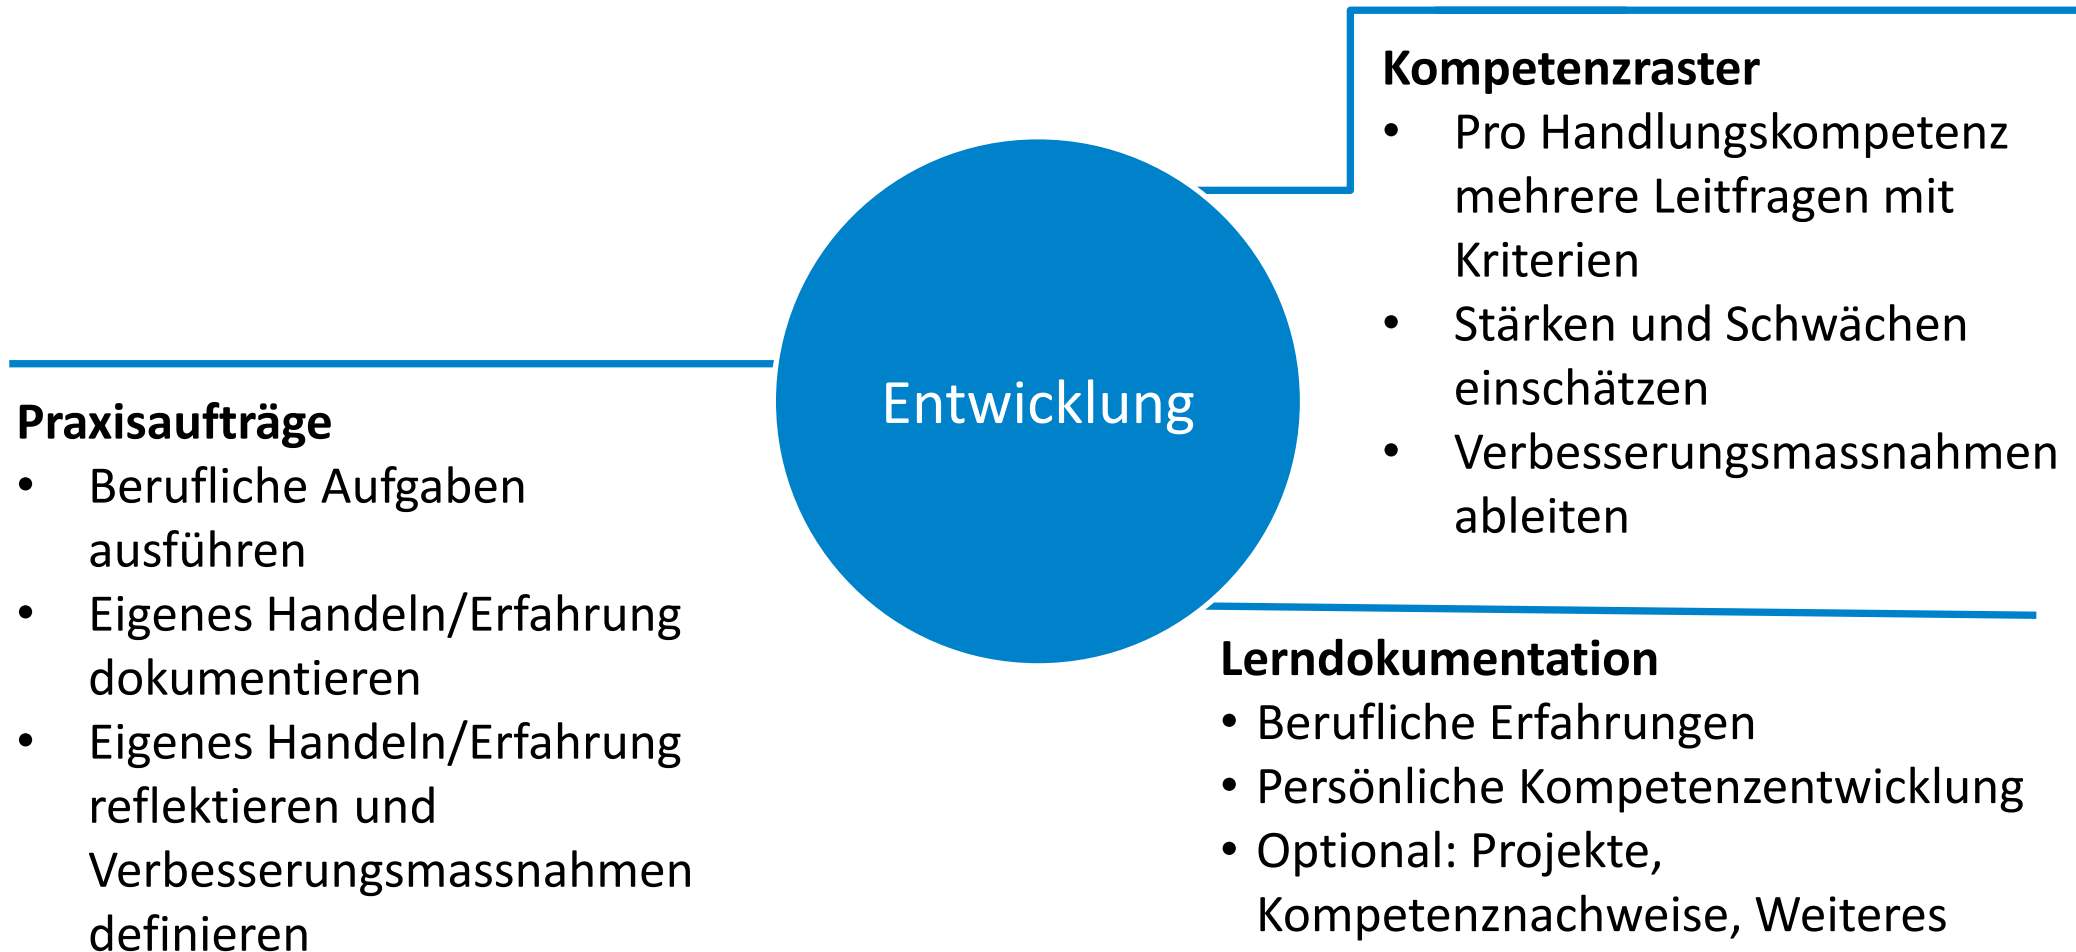 Kompetenzraster
• Pro Handlungskompetenz
mehrere Leitfragen mit
Kriterien
• Stärken und Schwächen
einschätzen
• Verbesserungsmassnahmen
ableiten
Entwicklung
Praxisaufträge
• Berufliche Aufgaben
ausführen
• Eigenes Handeln/Erfahrung
dokumentieren
• Eigenes Handeln/Erfahrung
reflektieren und
Verbesserungsmassnahmen
definieren
Lerndokumentation
• Berufliche Erfahrungen
• Persönliche Kompetenzentwicklung
• Optional: Projekte,
Kompetenznachweise, Weiteres